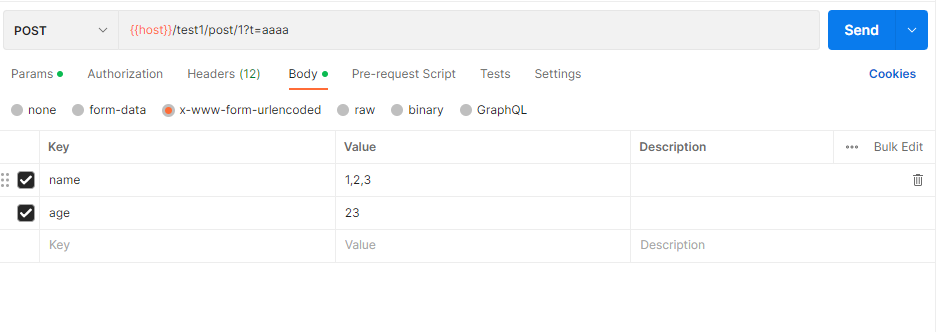 POST {{host}}/test1/post/1?t=aaaa Send
Params Authorization Headers (12) Body Pre-request Script Tests Settings Cookies
none form-data x-www-form-urlencoded raw binary GraphQL
Key Value Description ••• Bulk Edit
name 1,2,3
age 23
Key Value Description